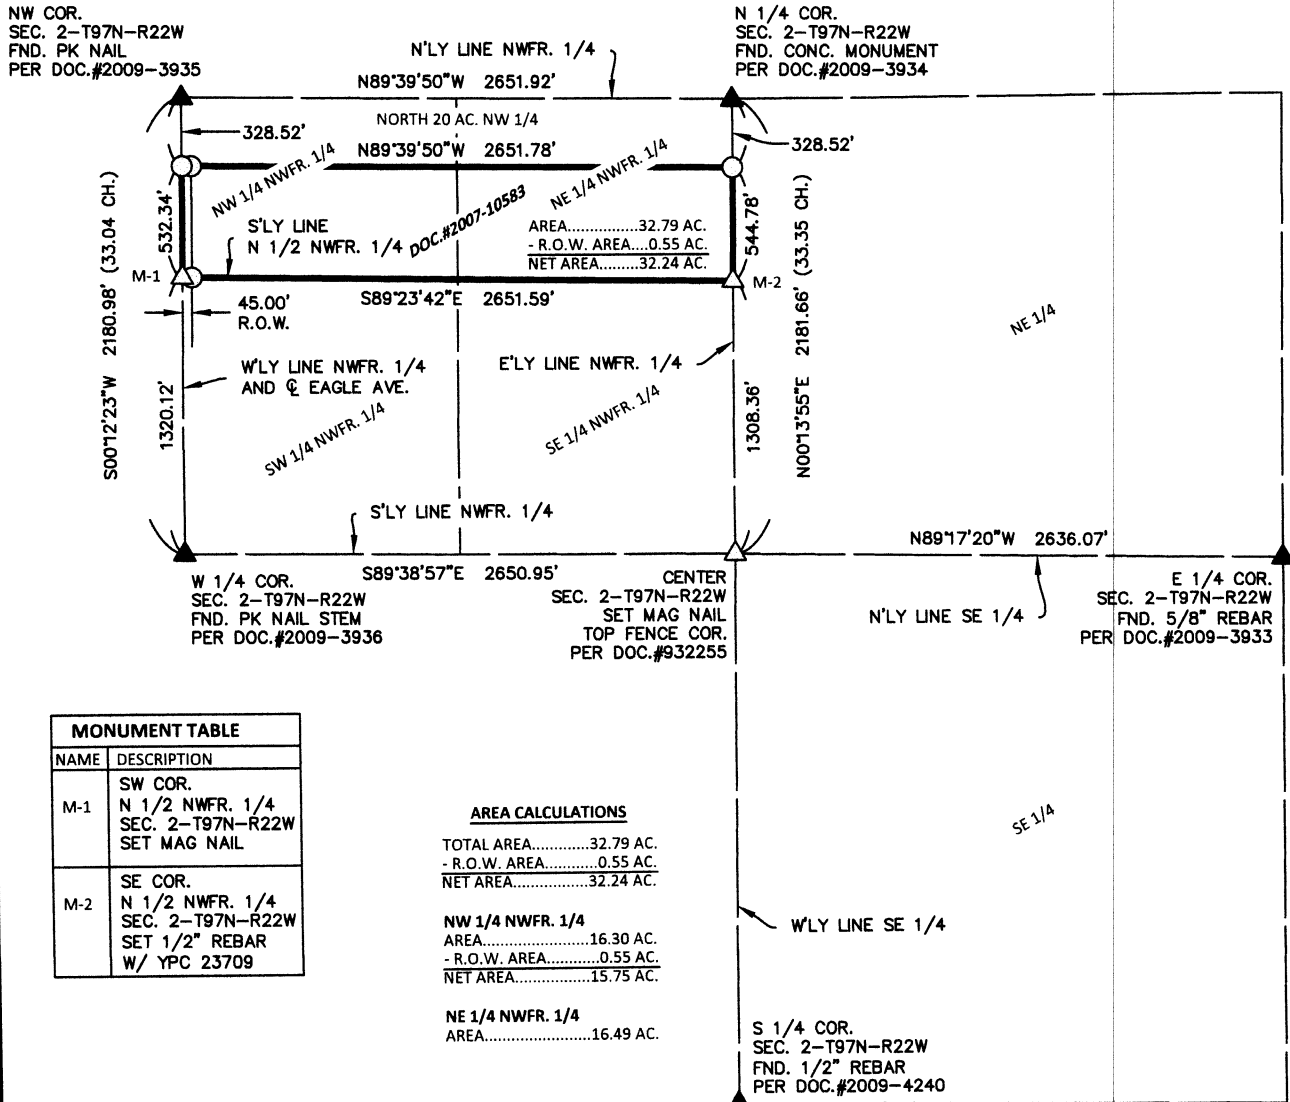 NW COR.
SEC. 2-T97N-R22W
FND. PK NAIL
PER DOC.#2009-3935
N 1/4 COR.
SEC. 2-T97N-R22W
FND. CONC. MONUMENT
PER DOC.#2009-3934
N'LY LINE NWFR. 1/4
N89°39'50"W 2651.92'
NORTH 20 AC. NW 1/4
328.52'
328.52'
N89°39'50"W 2651.78'
NW 1/4 NWFR. 1/4
NE 1/4 NWFR. 1/4
DOC.#2007-10583
S'LY LINE
N 1/2 NWFR. 1/4
AREA...............32.79 AC.
- R.O.W. AREA....0.55 AC.
NET AREA.........32.24 AC.
532.34'
544.78'
M-1
M-2
S89°23'42"E 2651.59'
45.00'
R.O.W.
S00°12'23"W 2180.98' (33.04 CH.)
N00°13'55"E 2181.66' (33.35 CH.)
NE 1/4
W'LY LINE NWFR. 1/4
AND ℄ EAGLE AVE.
E'LY LINE NWFR. 1/4
1320.12'
1308.36'
SW 1/4 NWFR. 1/4
SE 1/4 NWFR. 1/4
S'LY LINE NWFR. 1/4
S89°38'57"E 2650.95'
N89°17'20"W 2636.07'
W 1/4 COR.
SEC. 2-T97N-R22W
FND. PK NAIL STEM
PER DOC.#2009-3936
CENTER
SEC. 2-T97N-R22W
SET MAG NAIL
TOP FENCE COR.
PER DOC.#932255
N'LY LINE SE 1/4
E 1/4 COR.
SEC. 2-T97N-R22W
FND. 5/8" REBAR
PER DOC.#2009-3933
MONUMENT TABLE
NAME DESCRIPTION
M-1
SW COR.
N 1/2 NWFR. 1/4
SEC. 2-T97N-R22W
SET MAG NAIL
M-2
SE COR.
N 1/2 NWFR. 1/4
SEC. 2-T97N-R22W
SET 1/2" REBAR
W/ YPC 23709
AREA CALCULATIONS
TOTAL AREA............32.79 AC.
- R.O.W. AREA...........0.55 AC.
NET AREA................32.24 AC.
NW 1/4 NWFR. 1/4
AREA......................16.30 AC.
- R.O.W. AREA...........0.55 AC.
NET AREA................15.75 AC.
NE 1/4 NWFR. 1/4
AREA......................16.49 AC.
SE 1/4
W'LY LINE SE 1/4
S 1/4 COR.
SEC. 2-T97N-R22W
FND. 1/2" REBAR
PER DOC.#2009-4240